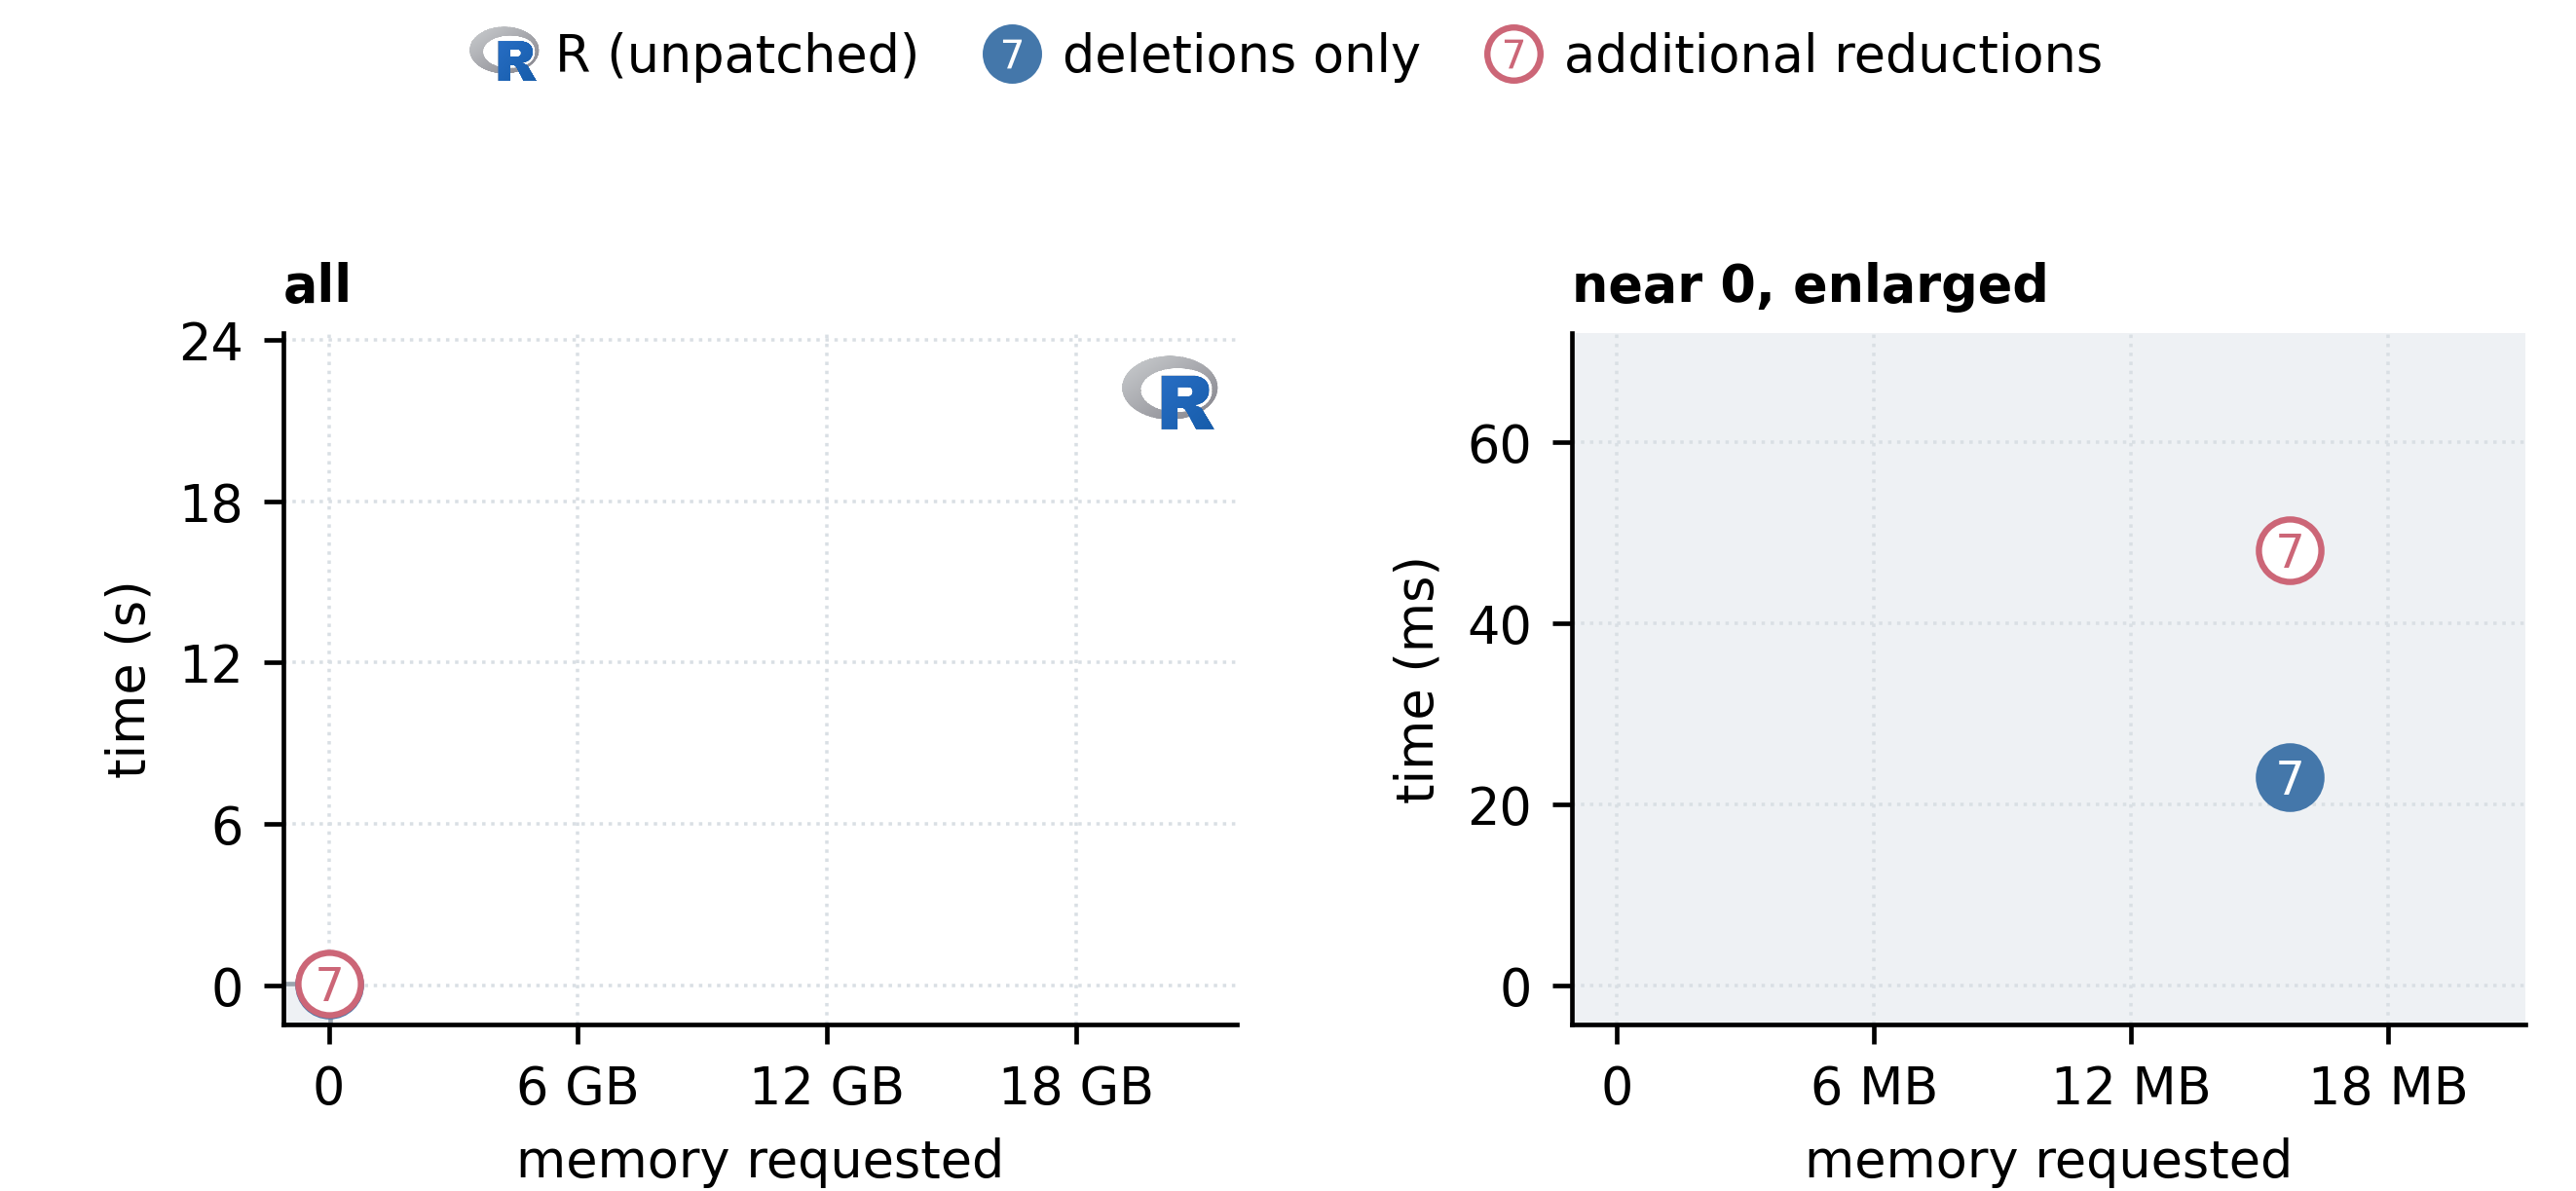 R R (unpatched) 7 deletions only 7 additional reductions
all
24
18
12
6
0
time (s)
R
7
0 6 GB 12 GB 18 GB
memory requested
near 0, enlarged
60
40
20
0
time (ms)
7
7
0 6 MB 12 MB 18 MB
memory requested